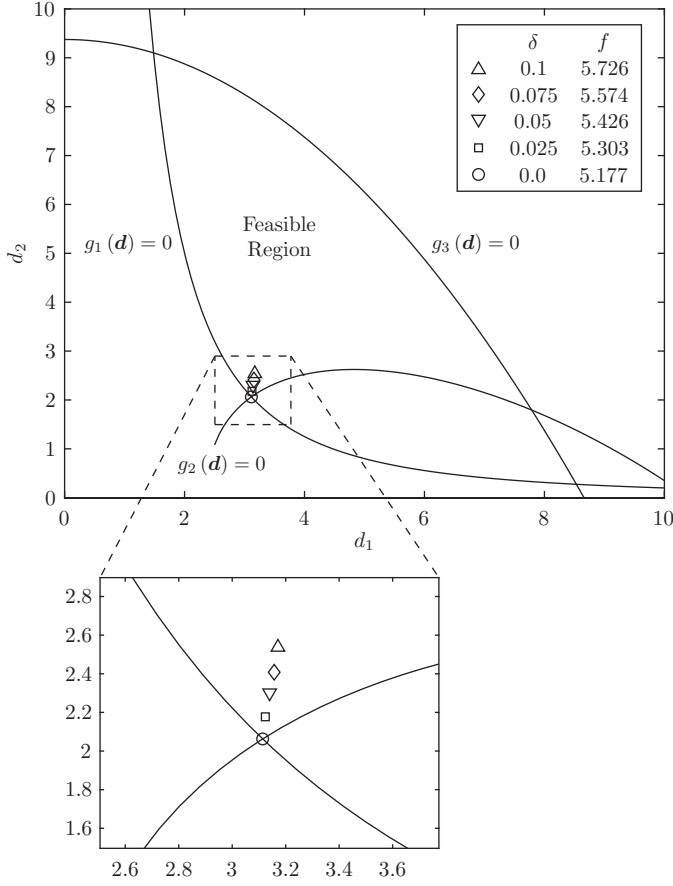 10
9
8
7
6
5
4
3
2
1
0
d₂
δ f
0.1 5.726
0.075 5.574
0.05 5.426
0.025 5.303
0.0 5.177
Feasible
Region
g₁(d) = 0
g₃(d) = 0
g₂(d) = 0
0 2 4 6 8 10
d₁
2.8
2.6
2.4
2.2
2
1.8
1.6
2.6 2.8 3 3.2 3.4 3.6